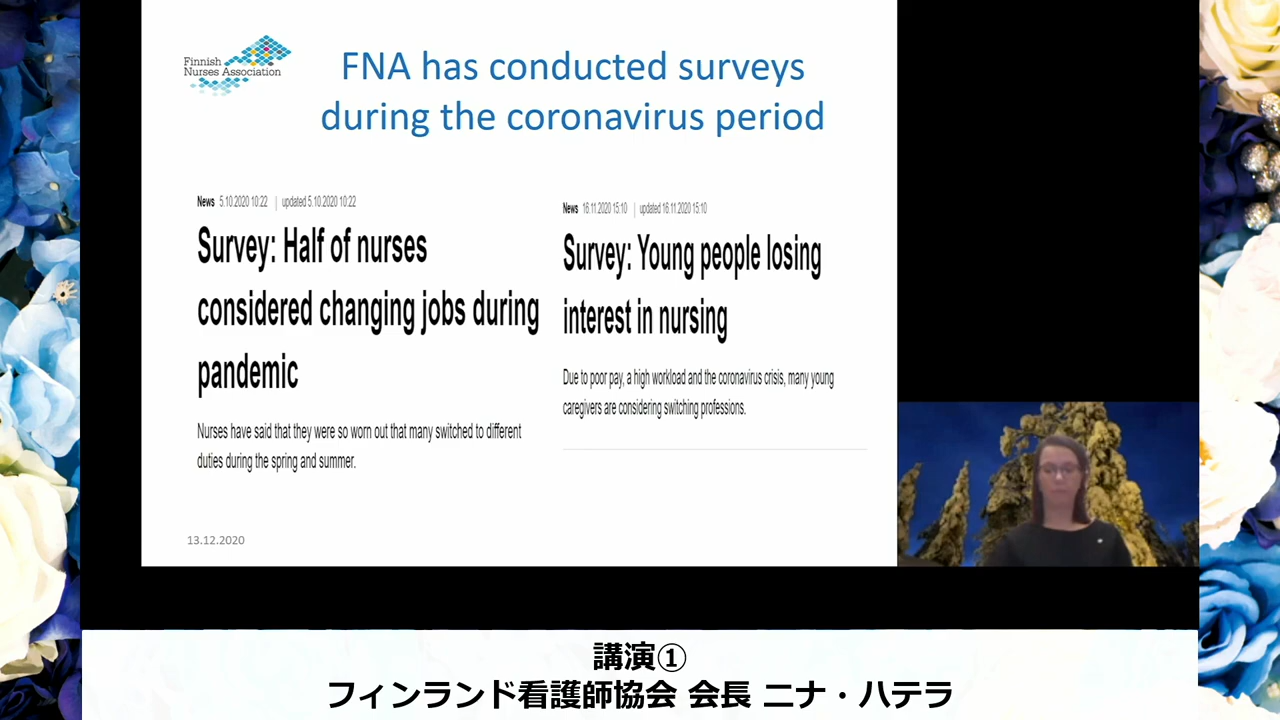 Finnish
Nurses Association
FNA has conducted surveys
during the coronavirus period
News 5.10.2020 10:22 | updated 5.10.2020 10:22
Survey: Half of nurses
considered changing jobs during
pandemic
Nurses have said that they were so worn out that many switched to different
duties during the spring and summer.
News 16.11.2020 15:10 | updated 16.11.2020 15:10
Survey: Young people losing
interest in nursing
Due to poor pay, a high workload and the coronavirus crisis, many young
caregivers are considering switching professions.
13.12.2020
講演①
フィンランド看護師協会 会長 ニナ・ハテラ